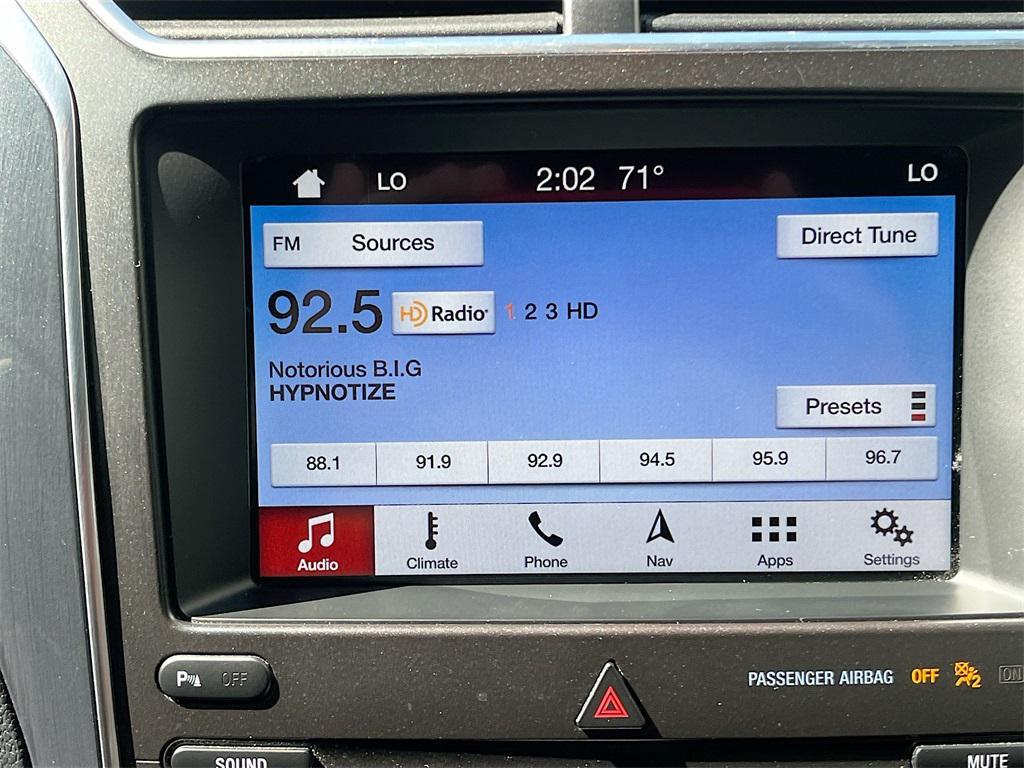 LO 2:02 71° LO
FM Sources Direct Tune
92.5 HD Radio 1 2 3 HD
Notorious B.I.G
HYPNOTIZE
Presets
88.1 91.9 92.9 94.5 95.9 96.7
Audio Climate Phone Nav Apps Settings
P OFF PASSENGER AIRBAG OFF 2 ON
SOUND MUTE